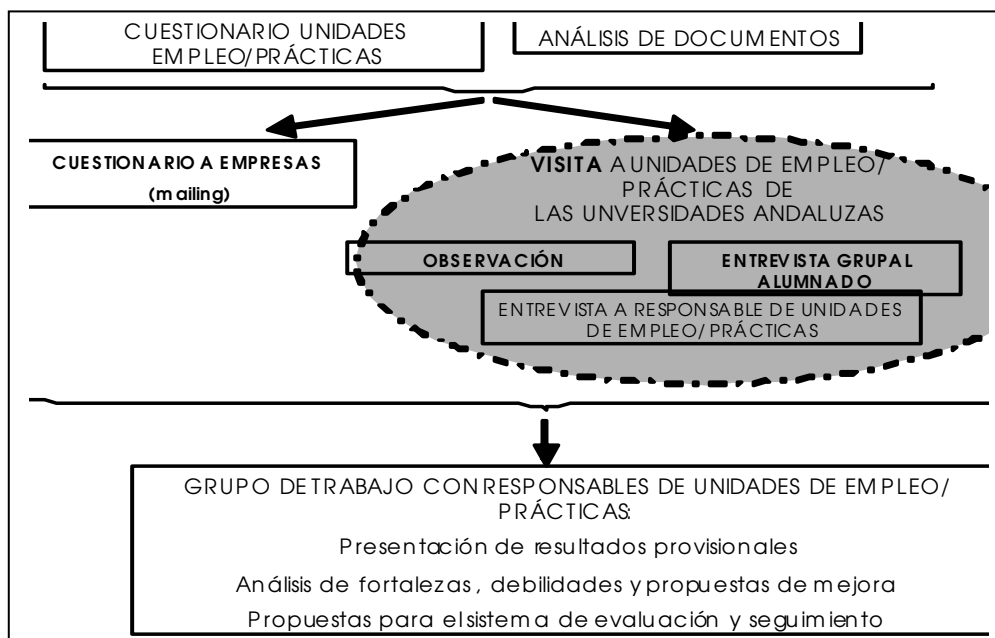 CUESTIONARIO UNIDADES
EMPLEO/PRÁCTICAS
ANÁLISIS DE DOCUMENTOS
CUESTIONARIO A EMPRESAS
(mailing)
VISITA A UNIDADES DE EMPLEO/
PRÁCTICAS DE
LAS UNVERSIDADES ANDALUZAS
OBSERVACIÓN
ENTREVISTA GRUPAL
ALUMNADO
ENTREVISTA A RESPONSABLE DE UNIDADES
DE EMPLEO/PRÁCTICAS
GRUPO DE TRABAJO CON RESPONSABLES DE UNIDADES DE EMPLEO/
PRÁCTICAS:
Presentación de resultados provisionales
Análisis de fortalezas, debilidades y propuestas de mejora
Propuestas para el sistema de evaluación y seguimiento